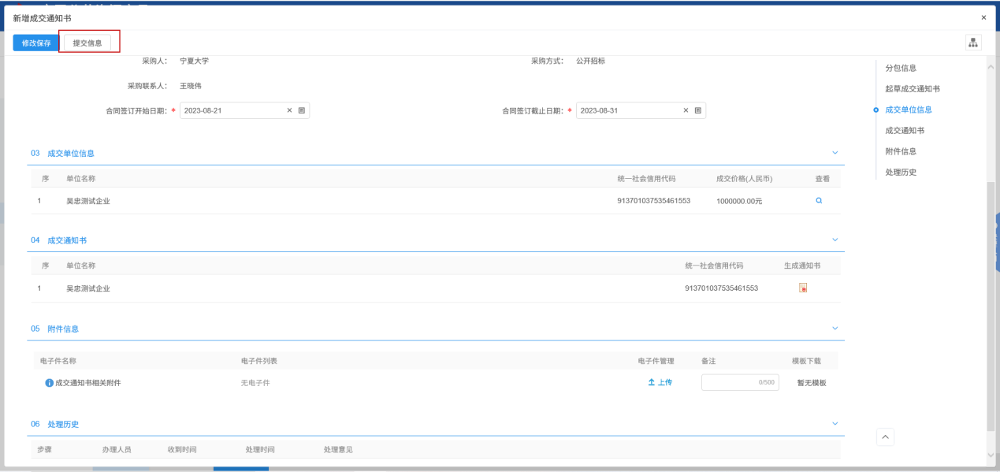 新增成交通知书 ×
修改保存 提交信息
采购人： 宁夏大学 采购方式： 公开招标
采购联系人： 王晓伟
合同签订开始日期： * 2023-08-21 × 合同签订截止日期： * 2023-08-31 ×
分包信息
起草成交通知书
成交单位信息
成交通知书
附件信息
处理历史
03 成交单位信息
序 单位名称 统一社会信用代码 成交价格(人民币) 查看
1 吴忠测试企业 913701037535461553 1000000.00元
04 成交通知书
序 单位名称 统一社会信用代码 生成通知书
1 吴忠测试企业 913701037535461553
05 附件信息
电子件名称 电子件列表 电子件管理 备注 模板下载
成交通知书相关附件 无电子件 上传 0/500 暂无模板
06 处理历史
步骤 办理人员 收到时间 处理时间 处理意见